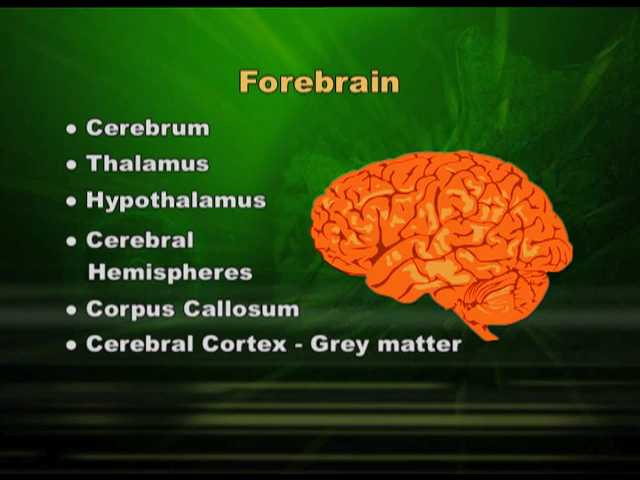 Forebrain
• Cerebrum
• Thalamus
• Hypothalamus
• Cerebral
Hemispheres
• Corpus Callosum
• Cerebral Cortex - Grey matter